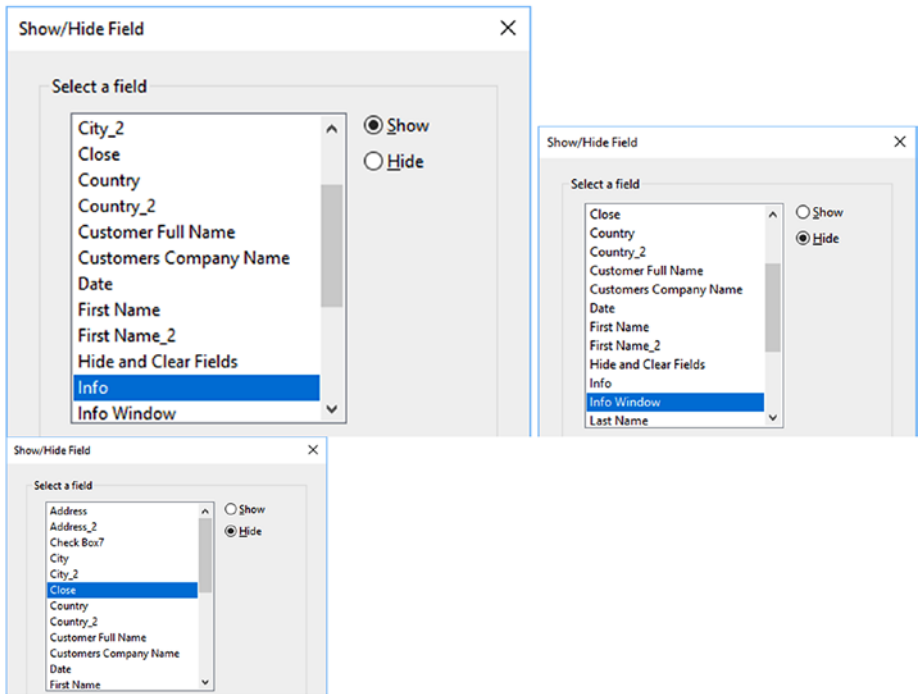 Show/Hide Field
Select a field
City_2
Close
Country
Country_2
Customer Full Name
Customers Company Name
Date
First Name
First Name_2
Hide and Clear Fields
Info
Info Window
Show
Hide
Show/Hide Field
Select a field
Close
Country
Country_2
Customer Full Name
Customers Company Name
Date
First Name
First Name_2
Hide and Clear Fields
Info
Info Window
Last Name
Show
Hide
Show/Hide Field
Select a field
Address
Address_2
Check Box7
City
City_2
Close
Country
Country_2
Customer Full Name
Customers Company Name
Date
First Name
Show
Hide